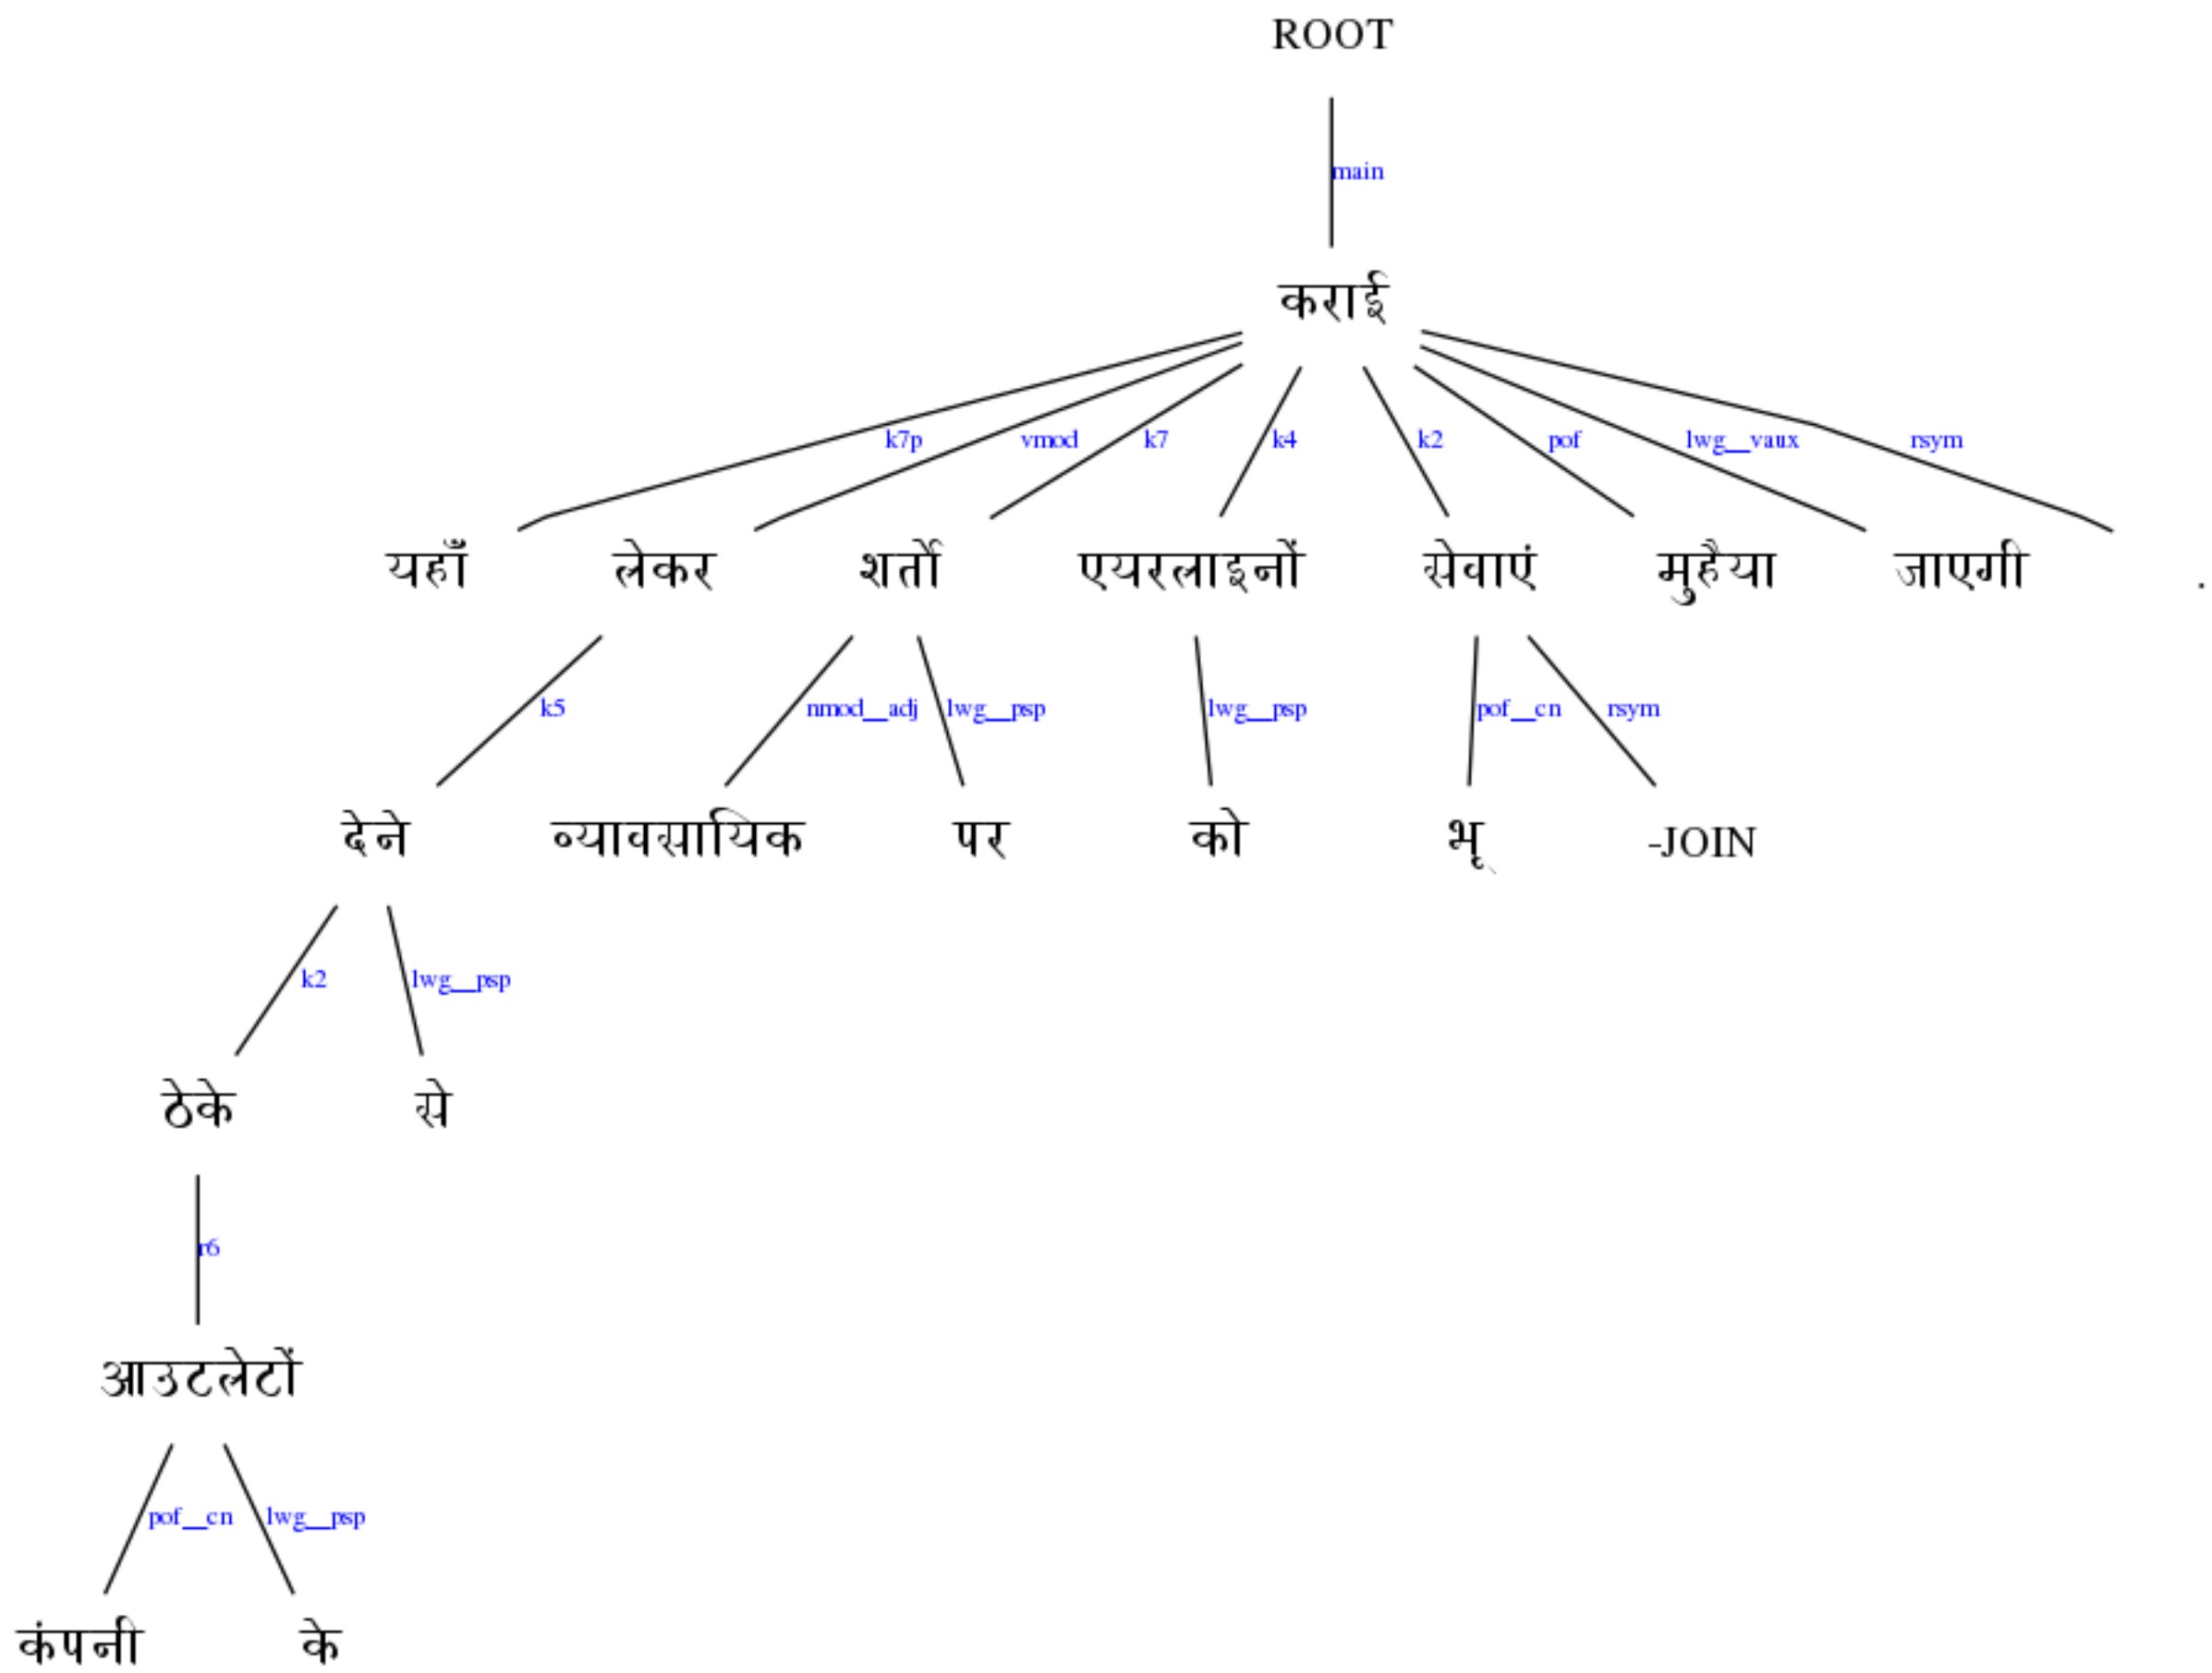 ROOT
main
कराई
k7p vmod k7 k4 k2 pof lwg__vaux rsym
यहाँ लेकर शर्तों एयरलाइनों सेवाएं मुहैया जाएगी .
k5 nmod__adj lwg__psp lwg__psp pof__cn rsym
देने व्यावसायिक पर को भू -JOIN
k2 lwg__psp
ठेके से
r6
आउटलेटों
pof__cn lwg__psp
कंपनी के